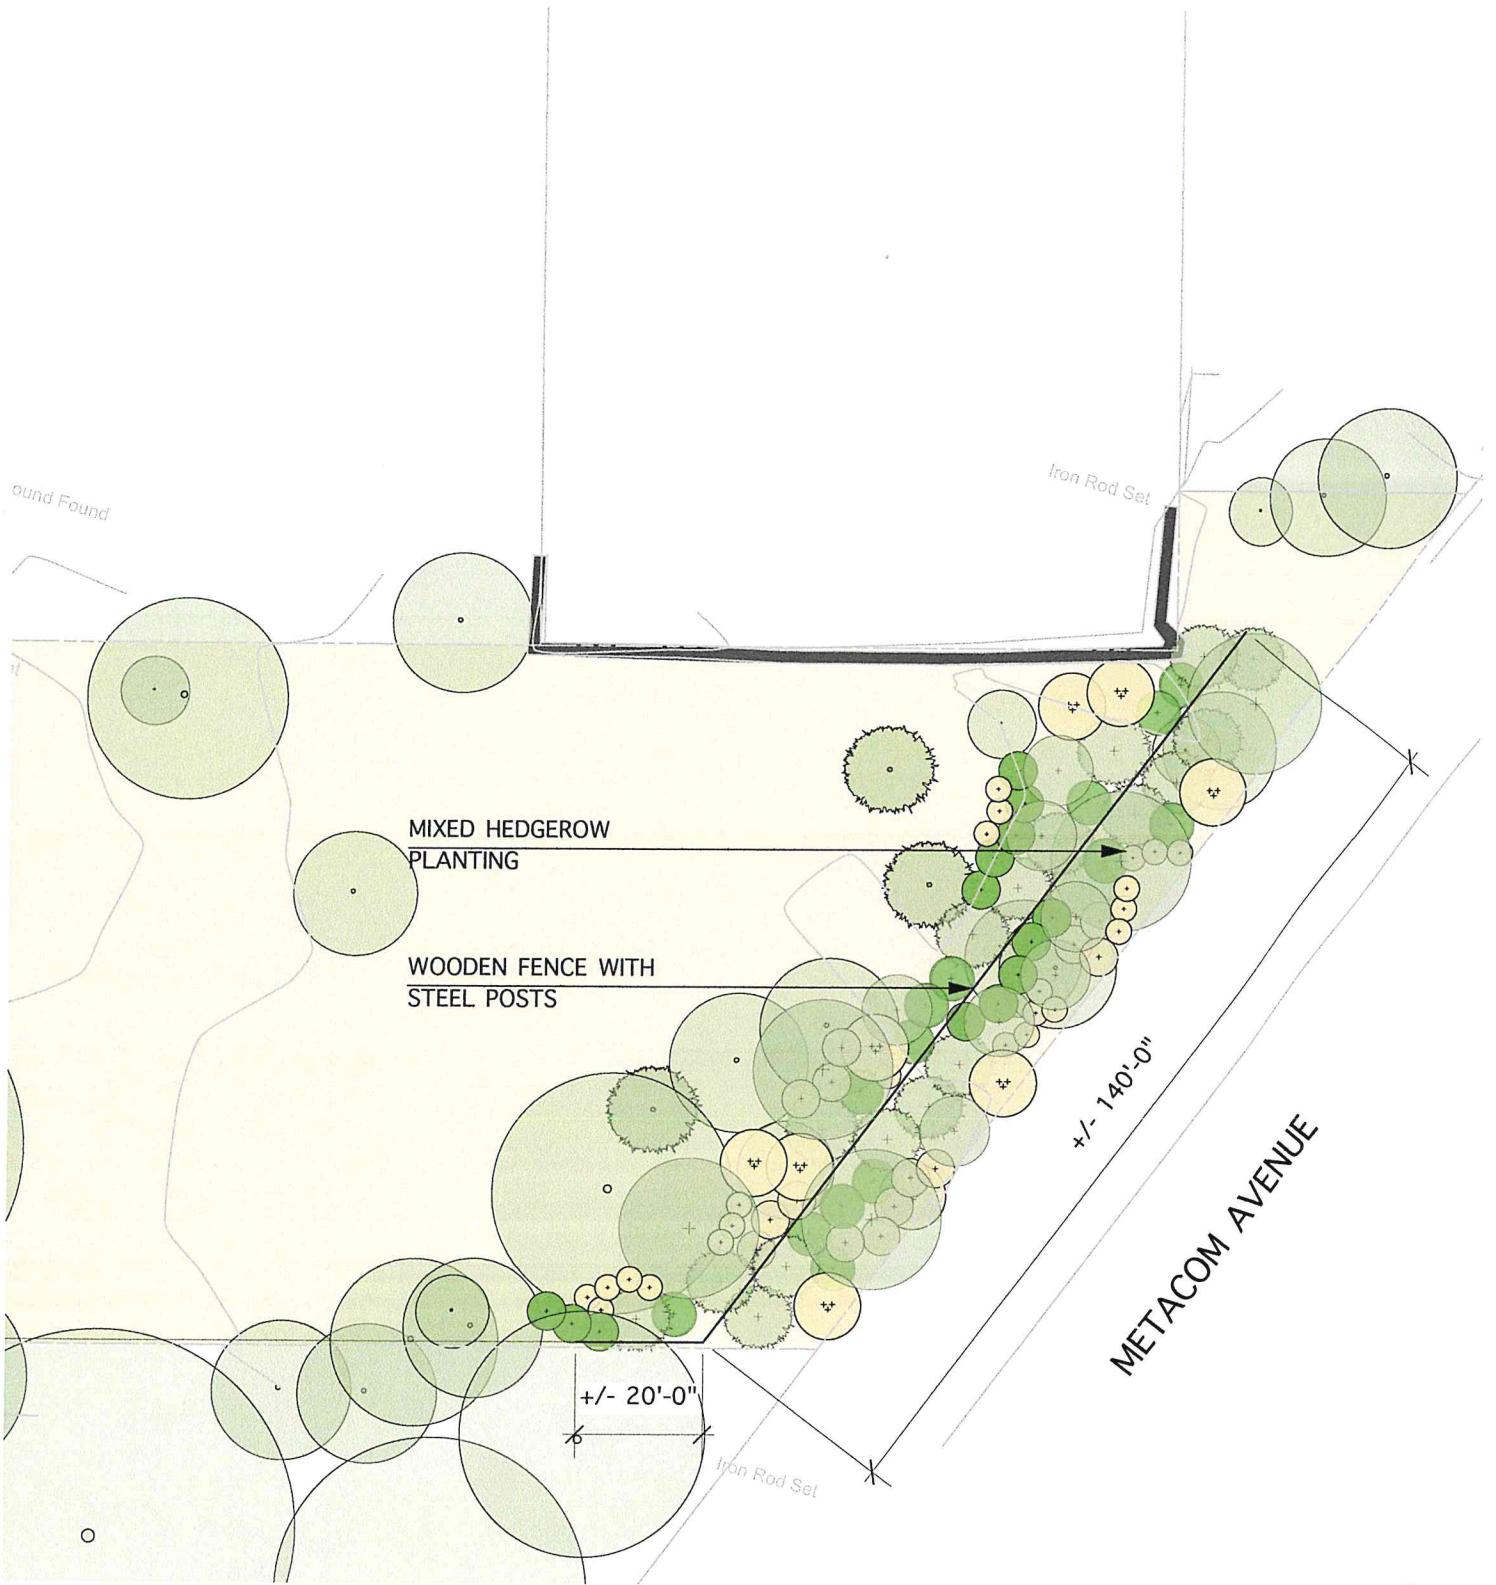 Iron Rod Set
ound Found
MIXED HEDGEROW
PLANTING
WOODEN FENCE WITH
STEEL POSTS
+/- 140'-0"
METACOM AVENUE
+/- 20'-0"
Iron Rod Set